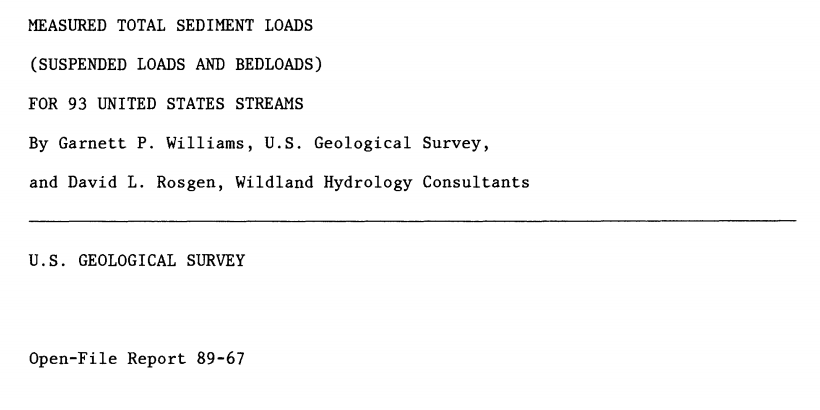 MEASURED TOTAL SEDIMENT LOADS
(SUSPENDED LOADS AND BEDLOADS)
FOR 93 UNITED STATES STREAMS
By Garnett P. Williams, U.S. Geological Survey,
and David L. Rosgen, Wildland Hydrology Consultants
U.S. GEOLOGICAL SURVEY
Open-File Report 89-67